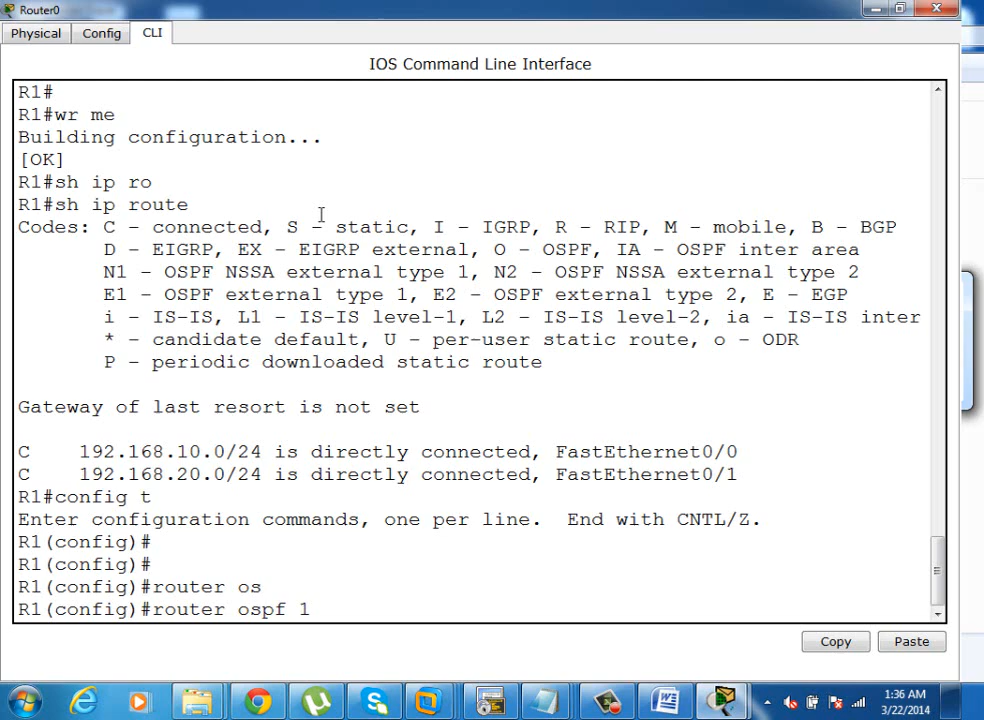 Router0
Physical Config CLI
IOS Command Line Interface
R1#
R1#wr me
Building configuration...
[OK]
R1#sh ip ro
R1#sh ip route
Codes: C - connected, S - static, I - IGRP, R - RIP, M - mobile, B - BGP
D - EIGRP, EX - EIGRP external, O - OSPF, IA - OSPF inter area
N1 - OSPF NSSA external type 1, N2 - OSPF NSSA external type 2
E1 - OSPF external type 1, E2 - OSPF external type 2, E - EGP
i - IS-IS, L1 - IS-IS level-1, L2 - IS-IS level-2, ia - IS-IS inter
* - candidate default, U - per-user static route, o - ODR
P - periodic downloaded static route
Gateway of last resort is not set
C 192.168.10.0/24 is directly connected, FastEthernet0/0
C 192.168.20.0/24 is directly connected, FastEthernet0/1
R1#config t
Enter configuration commands, one per line. End with CNTL/Z.
R1(config)#
R1(config)#
R1(config)#router os
R1(config)#router ospf 1
Copy Paste
1:36 AM
3/22/2014